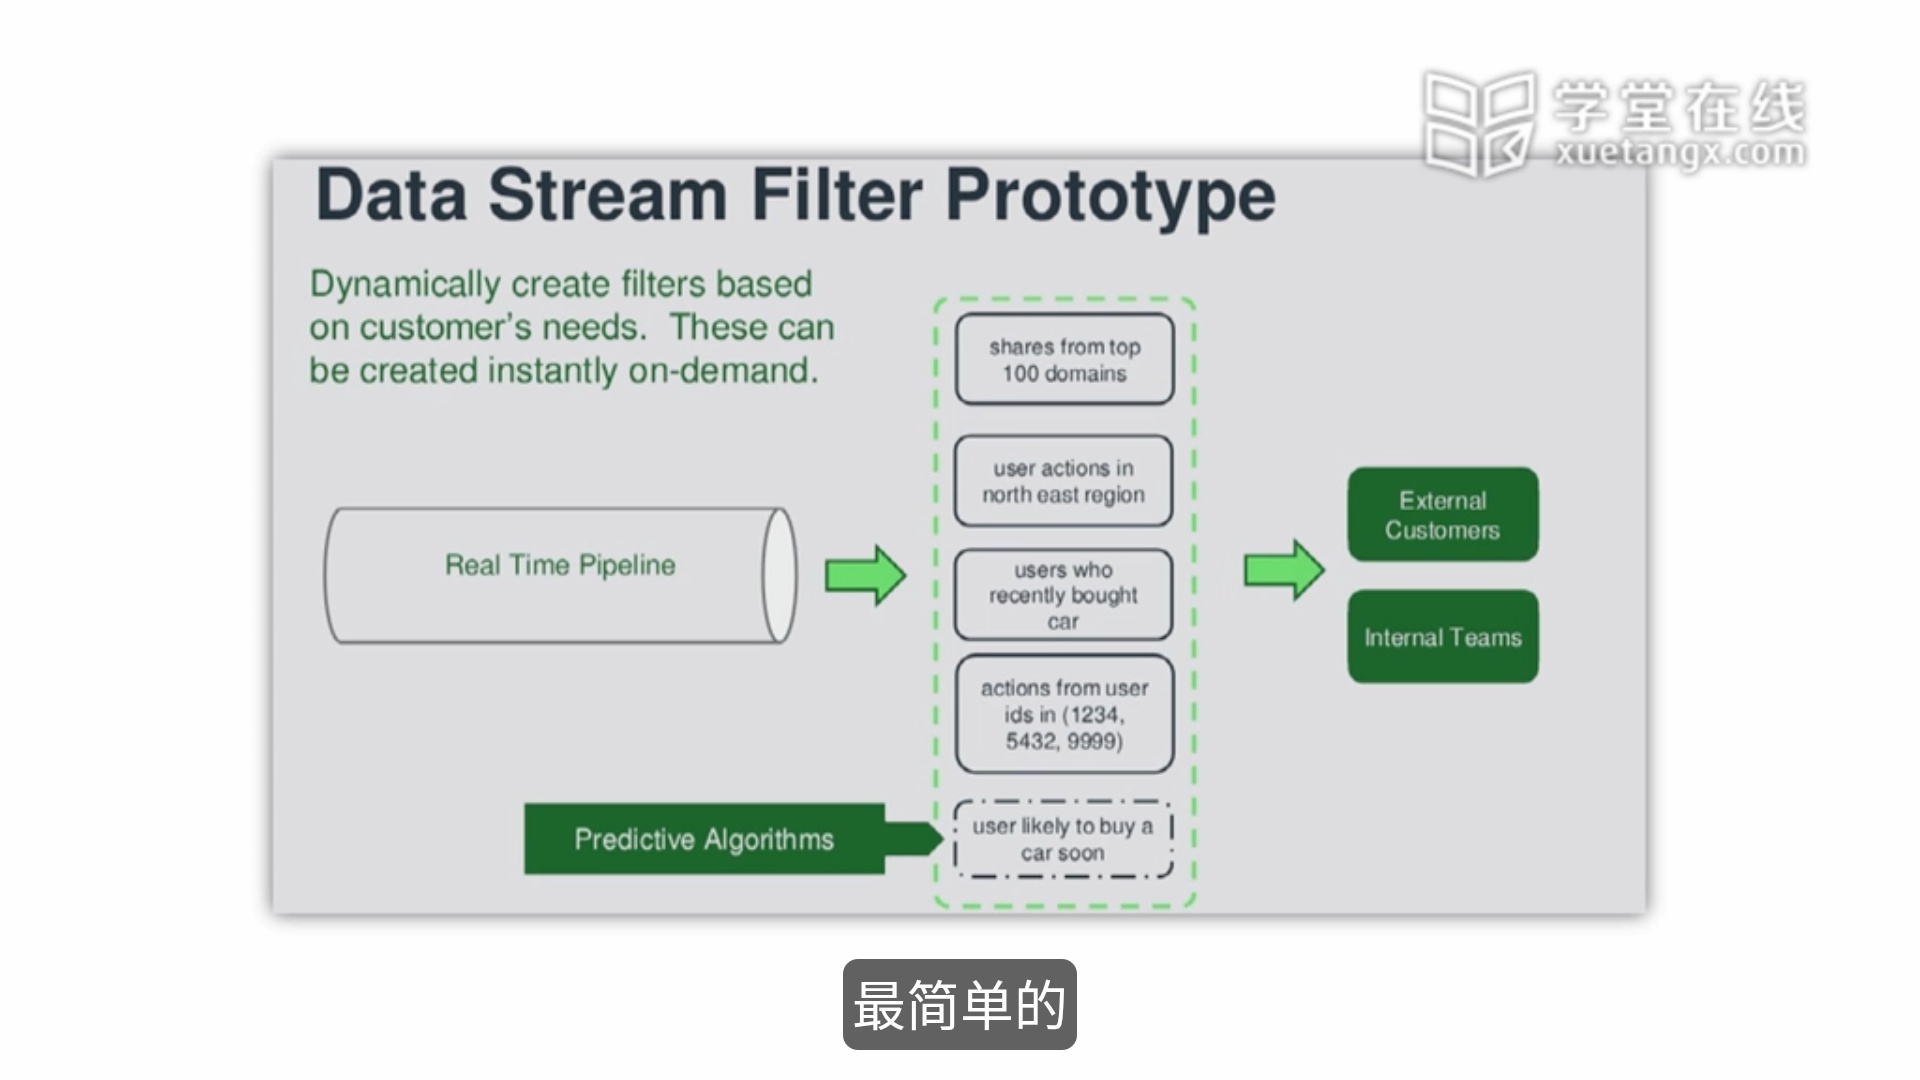 学堂在线
xuetangx.com
Data Stream Filter Prototype
Dynamically create filters based
on customer's needs. These can
be created instantly on-demand.
shares from top
100 domains
user actions in
north east region
users who
recently bought
car
actions from user
ids in (1234,
5432, 9999)
user likely to buy a
car soon
Real Time Pipeline
Predictive Algorithms
External
Customers
Internal Teams
最简单的